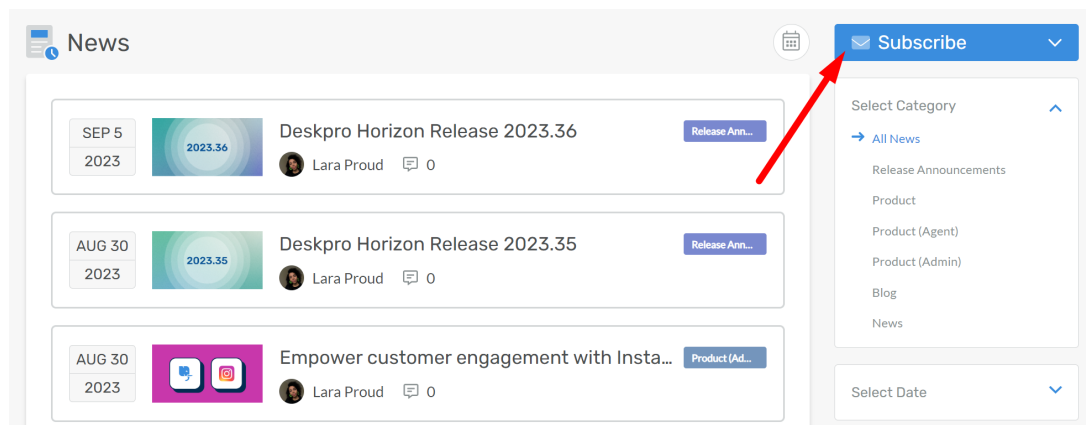 News
Subscribe
SEP 5
2023
2023.36
Deskpro Horizon Release 2023.36
Lara Proud
0
Release Ann...
AUG 30
2023
2023.35
Deskpro Horizon Release 2023.35
Lara Proud
0
Release Ann...
AUG 30
2023
Empower customer engagement with Insta...
Lara Proud
0
Product (Ad...
Select Category
All News
Release Announcements
Product
Product (Agent)
Product (Admin)
Blog
News
Select Date